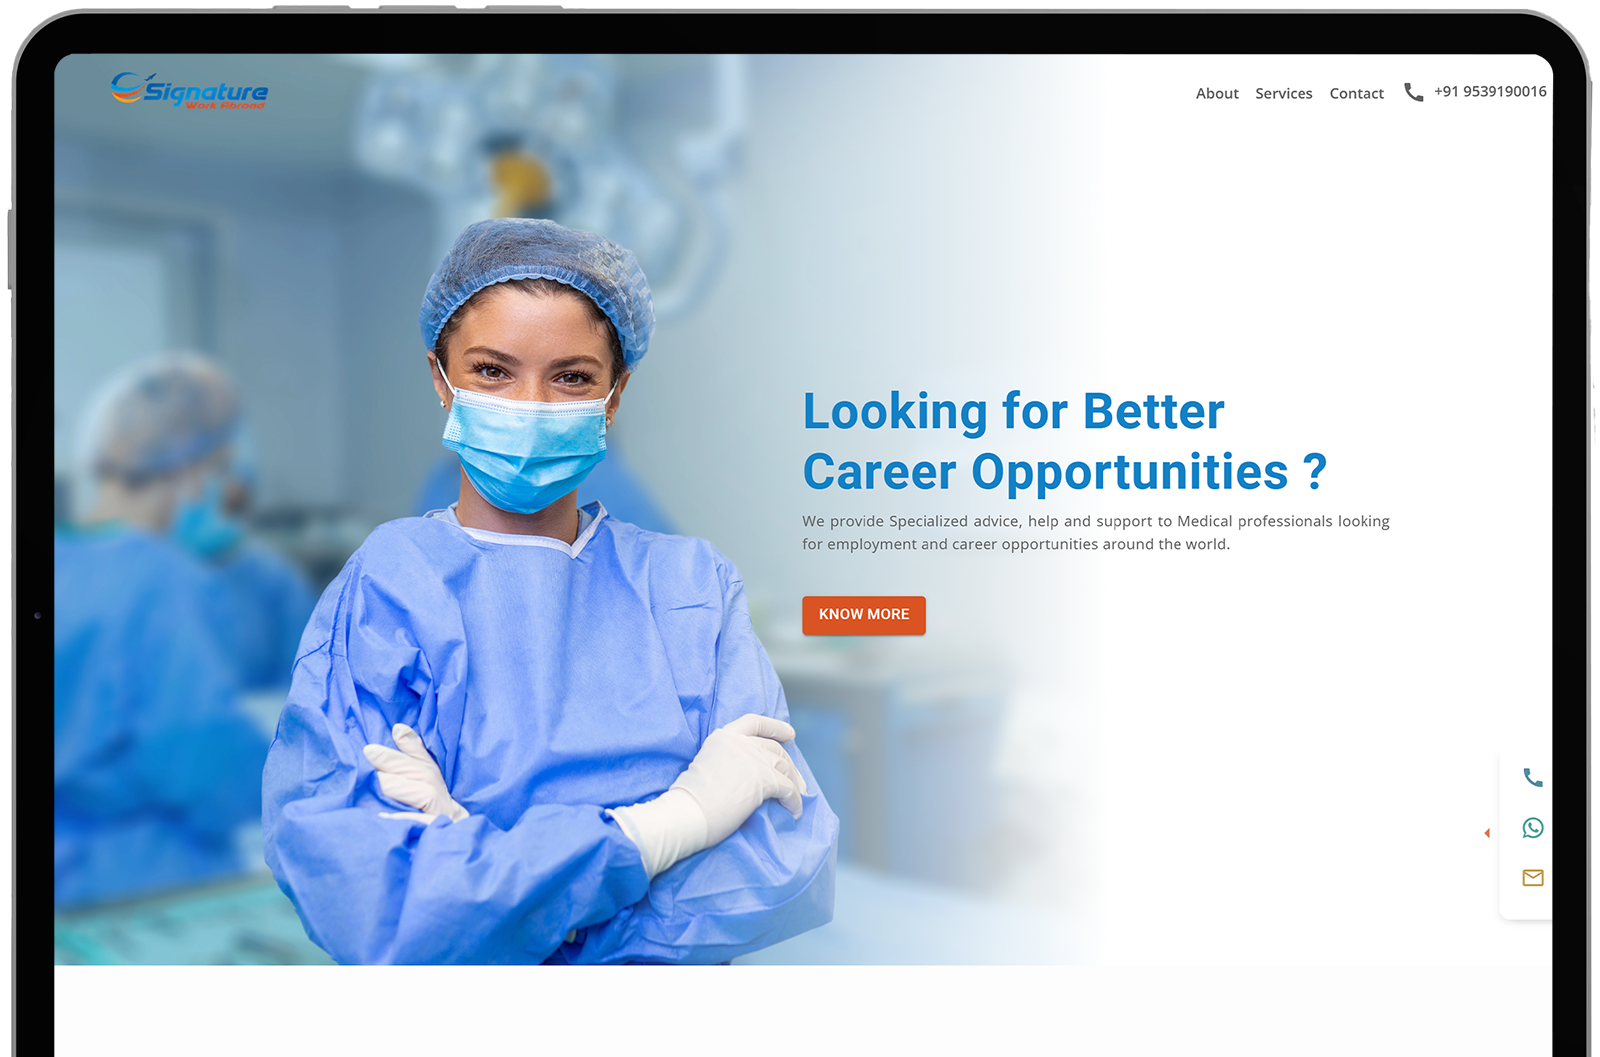 Signature
Work Abroad
About Services Contact +91 9539190016
Looking for Better
Career Opportunities ?
We provide Specialized advice, help and support to Medical professionals looking
for employment and career opportunities around the world.
KNOW MORE